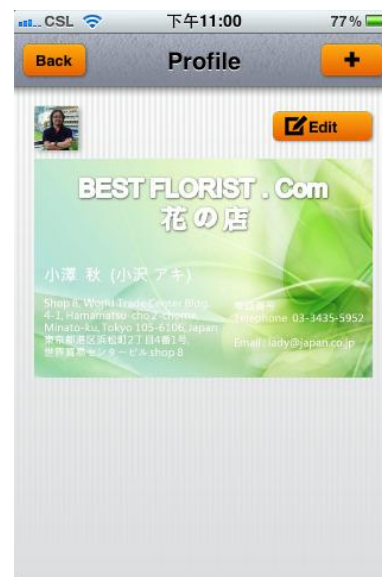 CSL 下午11:00 77%
Back Profile +
Edit
BEST FLORIST . Com
花の店
小澤 秋 (小沢 アキ)
Shop 8, World Trade Center Bldg.
4-1, Hamamatsu-cho 2-chome,
Minato-ku, Tokyo 105-6106, Japan
東京都港区浜松町2丁目4番1号,
世界貿易センタービル shop 8
電話番号
Telephone 03-3435-5952
Email : lady@japan.co.jp